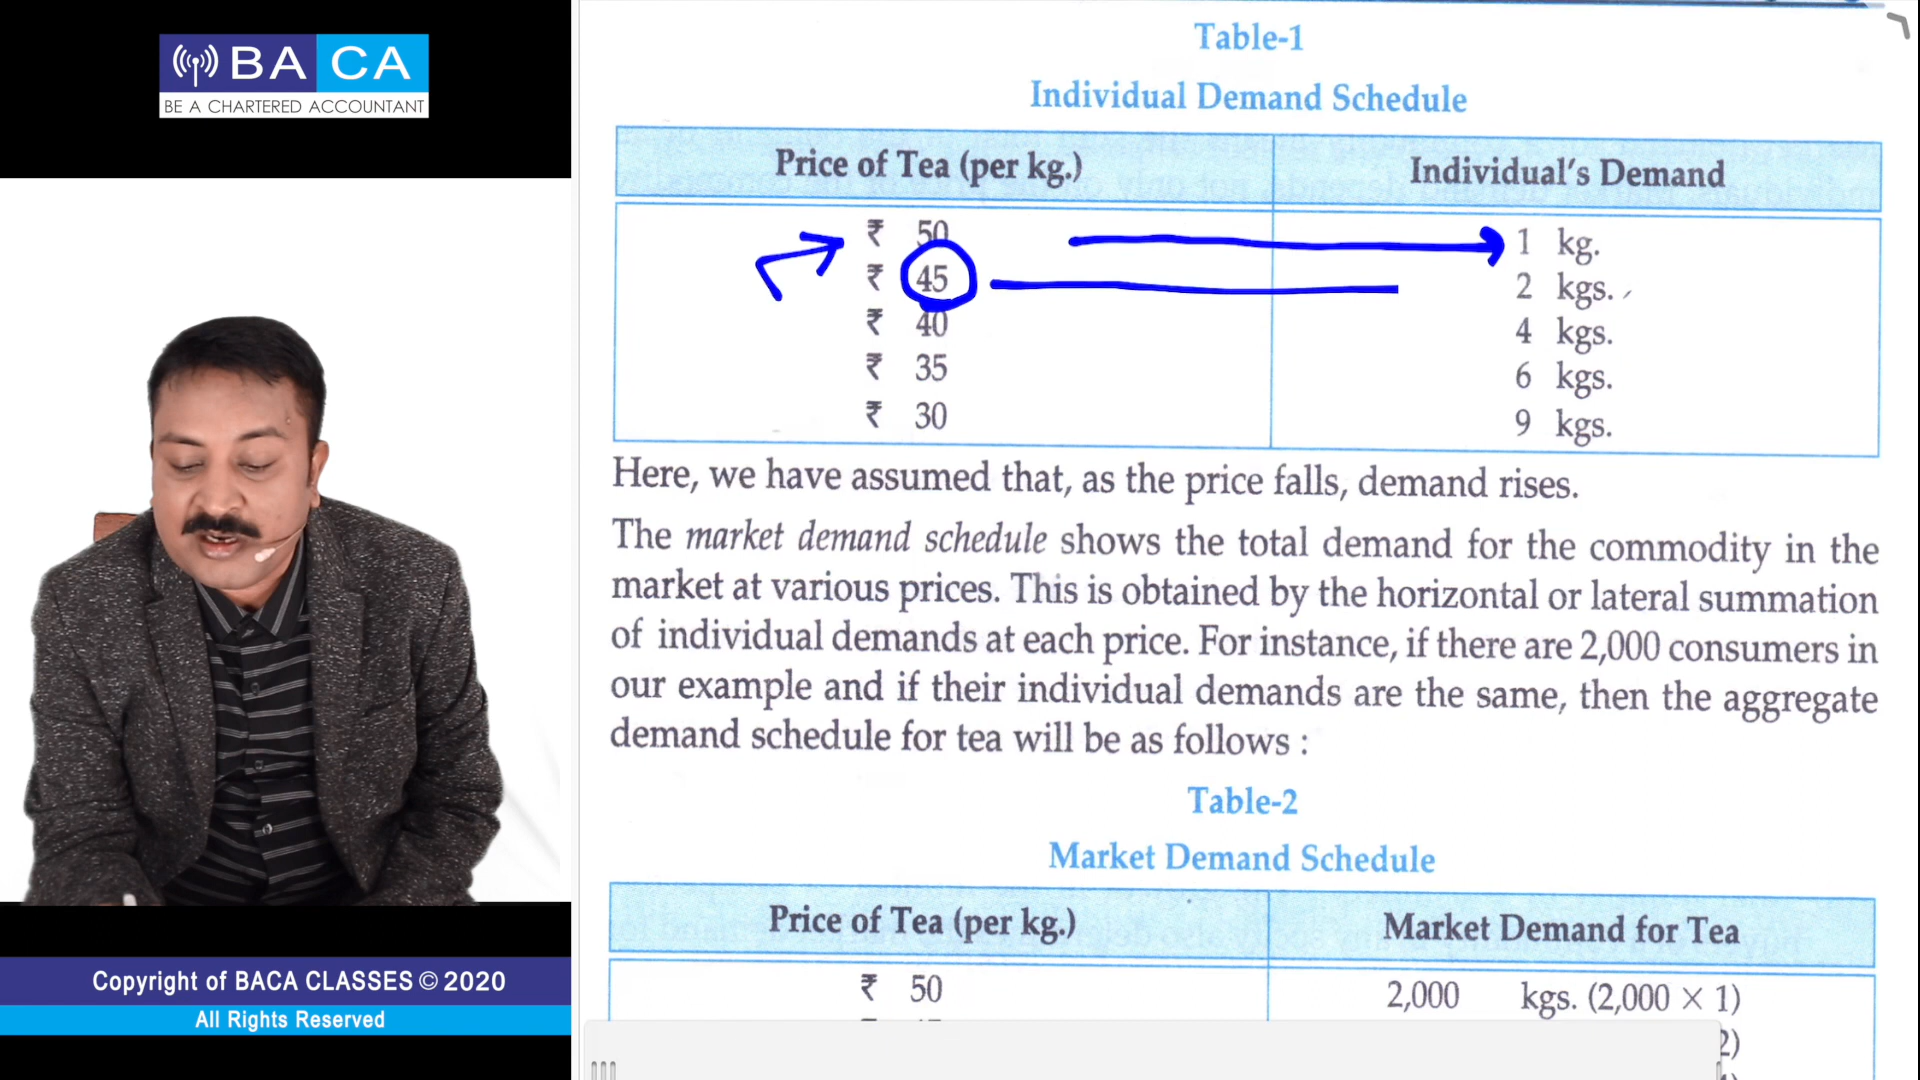 BA CA
BE A CHARTERED ACCOUNTANT
Table-1
Individual Demand Schedule
Price of Tea (per kg.) Individual's Demand
₹ 50 1 kg.
₹ 45 2 kgs.
₹ 40 4 kgs.
₹ 35 6 kgs.
₹ 30 9 kgs.
Here, we have assumed that, as the price falls, demand rises.
The market demand schedule shows the total demand for the commodity in the
market at various prices. This is obtained by the horizontal or lateral summation
of individual demands at each price. For instance, if there are 2,000 consumers in
our example and if their individual demands are the same, then the aggregate
demand schedule for tea will be as follows :
Table-2
Market Demand Schedule
Price of Tea (per kg.) Market Demand for Tea
₹ 50 2,000 kgs. (2,000 × 1)
2)
Copyright of BACA CLASSES © 2020
All Rights Reserved